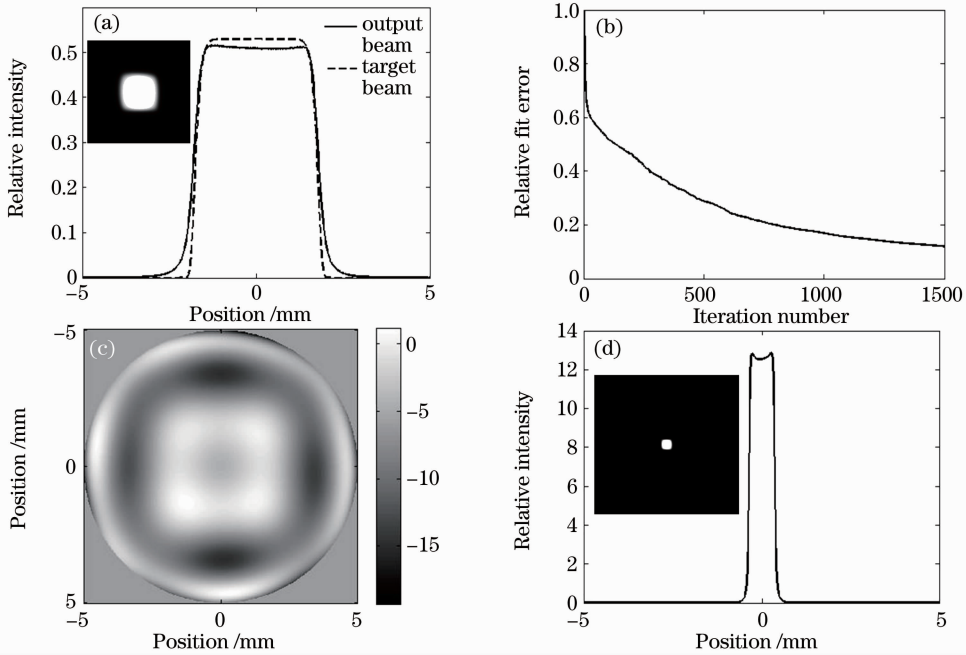 (a)
output
beam
target
beam
0.5
0.4
0.3
0.2
0.1
0
Relative intensity
-5
0
5
Position /mm
(b)
1.0
0.8
0.6
0.4
0.2
0
Relative fit error
0
500
1000
1500
Iteration number
(c)
-5
0
5
Position /mm
-5
0
5
Position /mm
0
-5
-10
-15
(d)
14
12
10
8
6
4
2
0
Relative intensity
-5
0
5
Position /mm